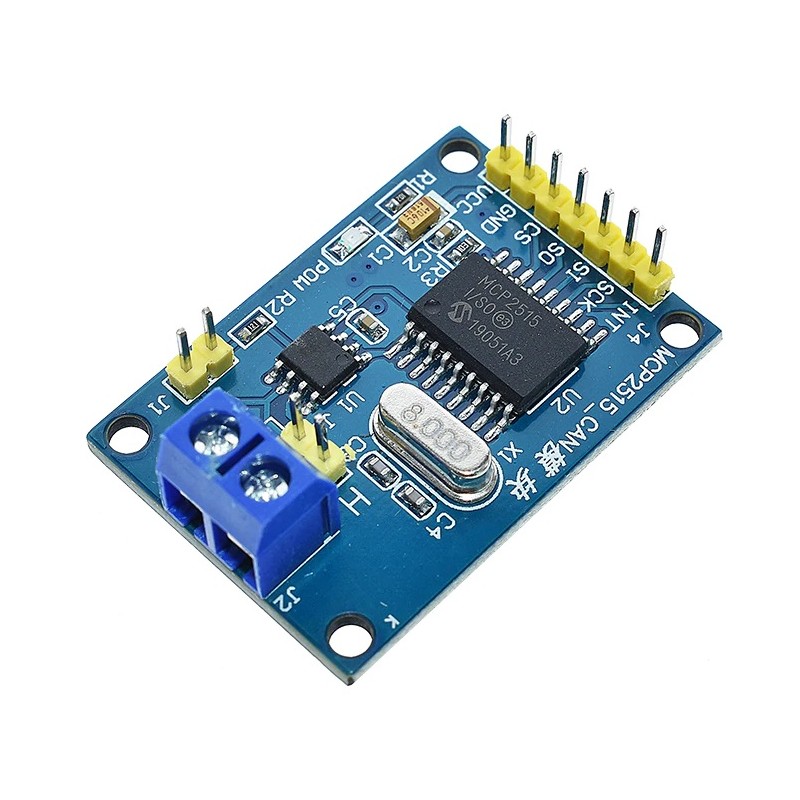 R1
VCC
GND
CS
SO
SI
SCK
INT
J4
C1
C2
R3
POW
R2
C5
MCP2515
I/SO e3
19051A3
U1
U2
J1
8.000
X1
MCP2515_CAN模块
C4
H
J2
K